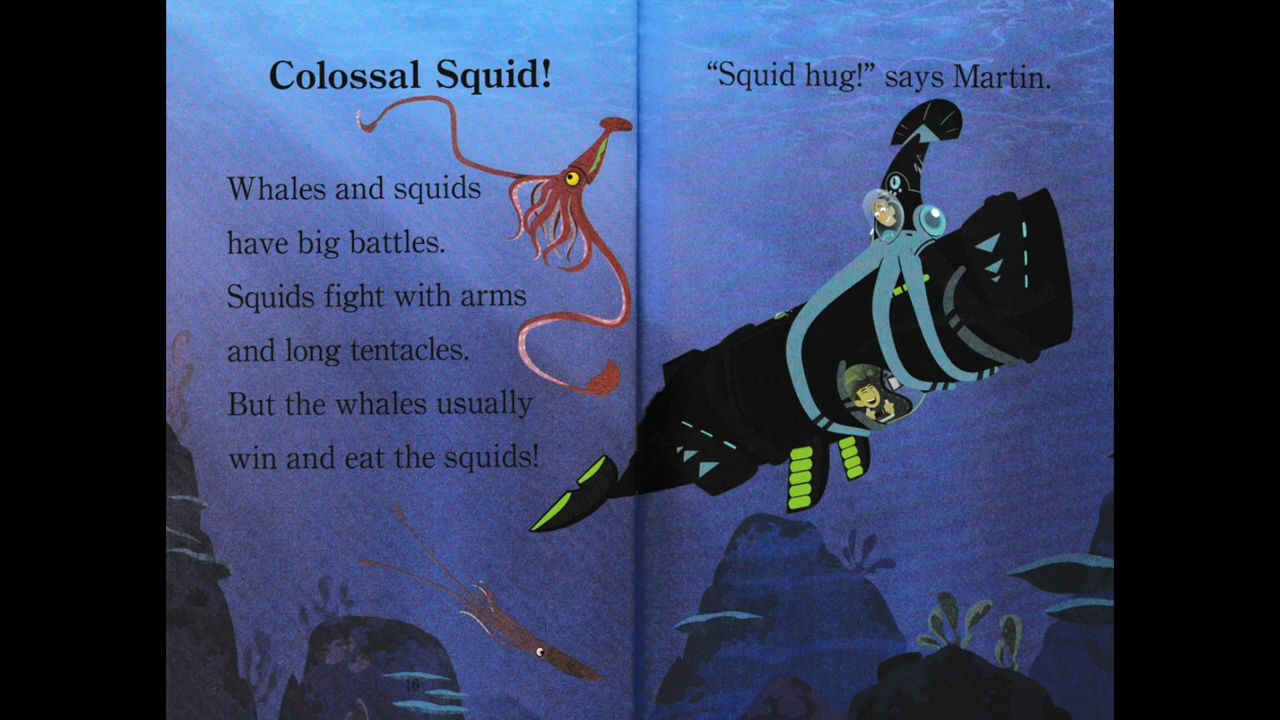 Colossal Squid!
Whales and squids
have big battles.
Squids fight with arms
and long tentacles.
But the whales usually
win and eat the squids!
16
“Squid hug!” says Martin.